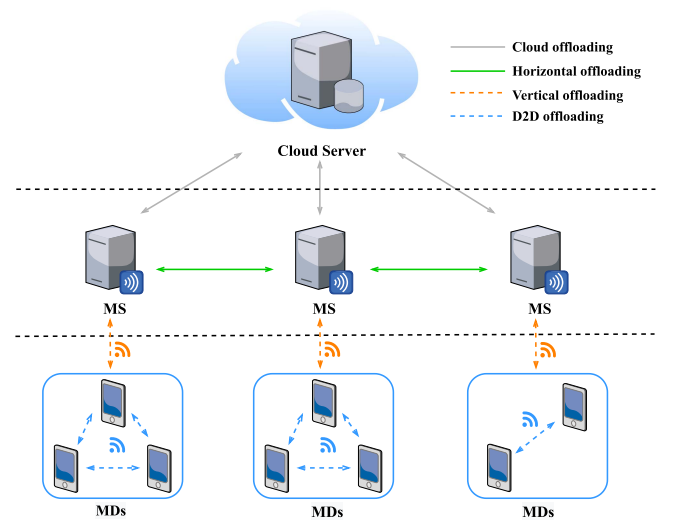 Cloud offloading
Horizontal offloading
Vertical offloading
D2D offloading
Cloud Server
MS
MS
MS
MDs
MDs
MDs